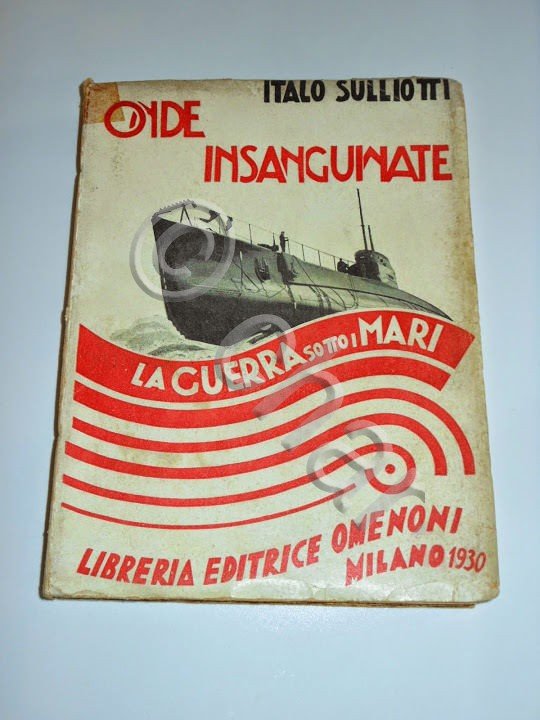 ITALO SULLIOTTI
ONDE
INSANGUINATE
LA GUERRA SOTTO I MARI
LIBRERIA EDITRICE OMENONI
MILANO 1930